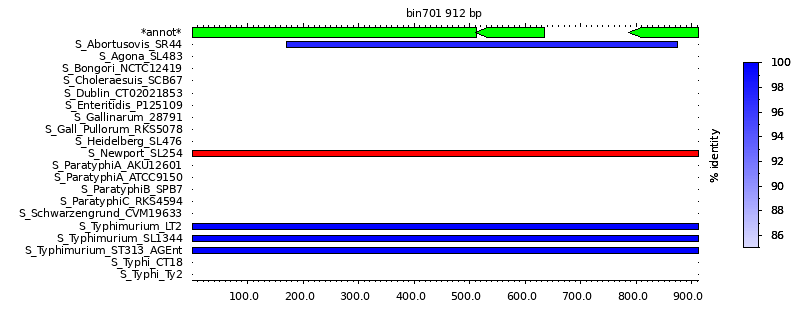 bin701 912 bp
*annot*
S_Abortusovis_SR44
S_Agona_SL483
S_Bongori_NCTC12419
S_Choleraesuis_SCB67
S_Dublin_CT02021853
S_Enteritidis_P125109
S_Gallinarum_28791
S_Gall_Pullorum_RKS5078
S_Heidelberg_SL476
S_Newport_SL254
S_ParatyphiA_AKU12601
S_ParatyphiA_ATCC9150
S_ParatyphiB_SPB7
S_ParatyphiC_RKS4594
S_Schwarzengrund_CVM19633
S_Typhimurium_LT2
S_Typhimurium_SL1344
S_Typhimurium_ST313_AGEnt
S_Typhi_CT18
S_Typhi_Ty2
100.0 200.0 300.0 400.0 500.0 600.0 700.0 800.0 900.0
% identity
100
98
96
94
92
90
88
86